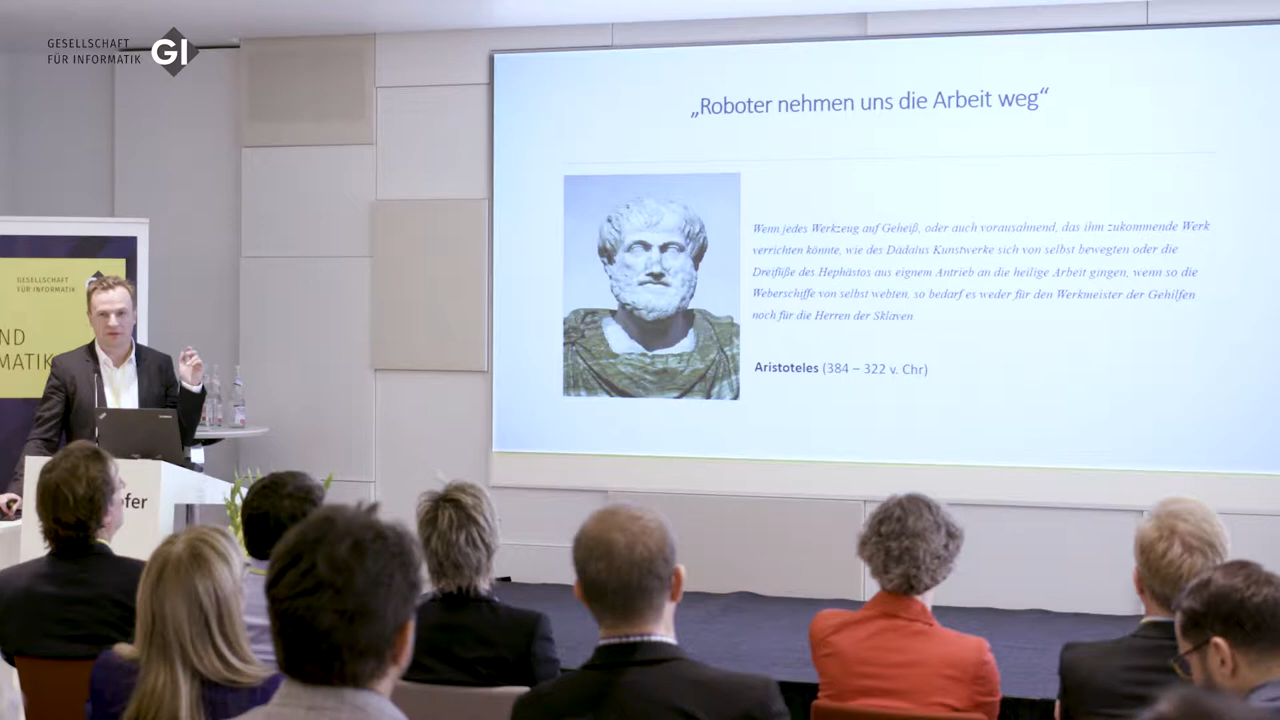 GESELLSCHAFT
FÜR INFORMATIK
GI
„Roboter nehmen uns die Arbeit weg“
Wenn jedes Werkzeug auf Geheiß, oder auch vorausahnend, das ihm zukommende Werk
verrichten könnte, wie des Dädalus Kunstwerke sich von selbst bewegten oder die
Dreifüße des Hephästos aus eignem Antrieb an die heilige Arbeit gingen, wenn so die
Weberschiffe von selbst webten, so bedarf es weder für den Werkmeister der Gehilfen
noch für die Herren der Sklaven.
Aristoteles (384 – 322 v. Chr)
GESELLSCHAFT
FÜR INFORMATIK
ND
MATIK
ofer